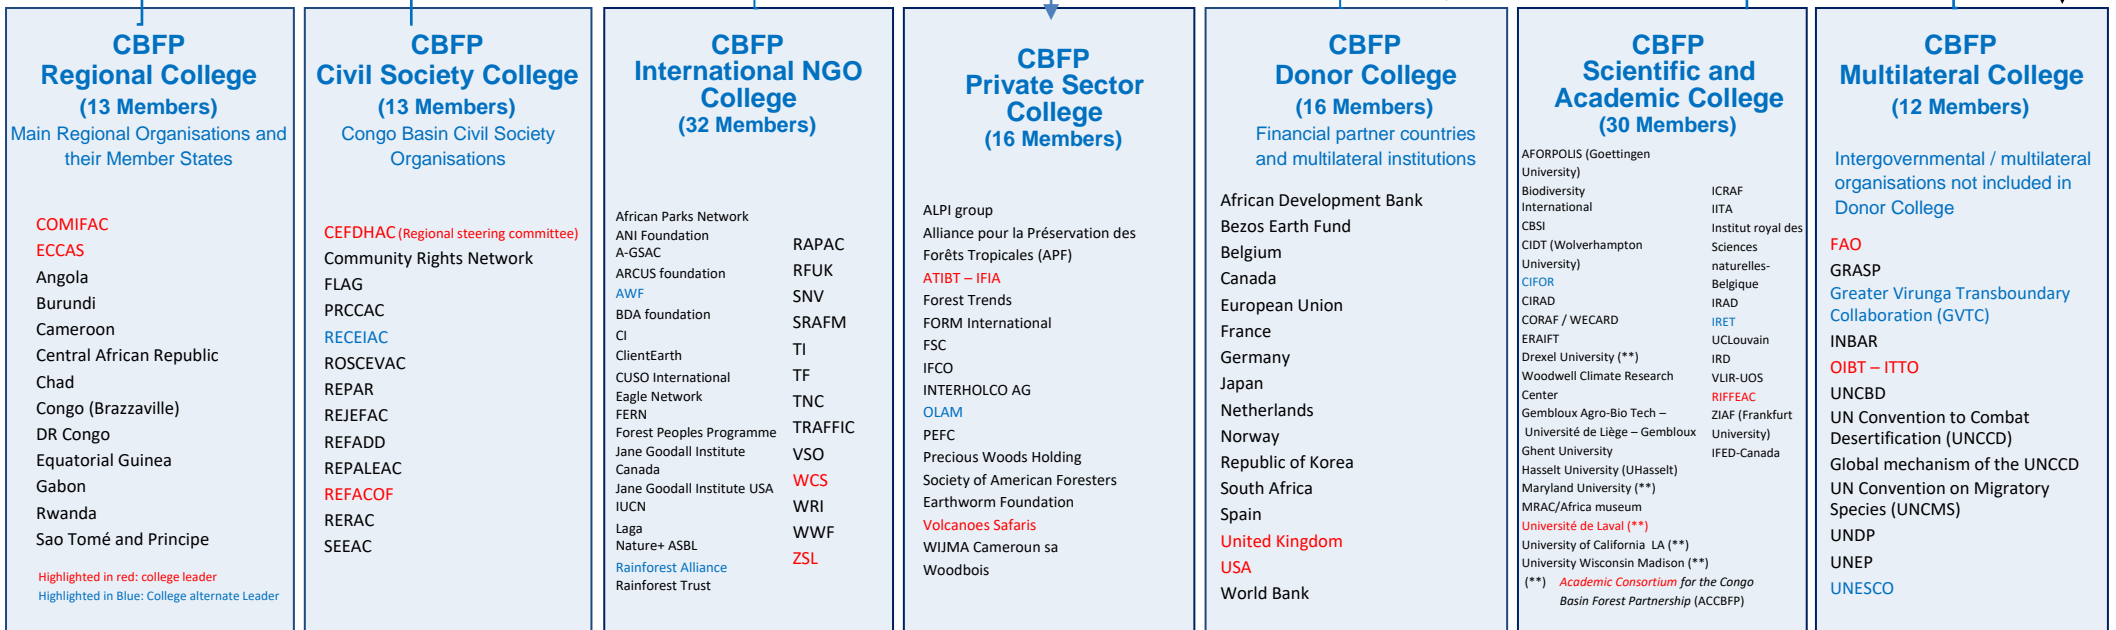 CBFP
Regional College
(13 Members)
Main Regional Organisations and
their Member States
COMIFAC
ECCAS
Angola
Burundi
Cameroon
Central African Republic
Chad
Congo (Brazzaville)
DR Congo
Equatorial Guinea
Gabon
Rwanda
Sao Tomé and Principe
Highlighted in red: college leader
Highlighted in Blue: College alternate Leader
CBFP
Civil Society College
(13 Members)
Congo Basin Civil Society
Organisations
CEFDHAC (Regional steering committee)
Community Rights Network
FLAG
PRCCAC
RECEIAC
ROSCEVAC
REPAR
REJEFAC
REFADD
REPALEAC
REFACOF
RERAC
SEEAC
CBFP
International NGO
College
(32 Members)
African Parks Network
ANI Foundation
A-GSAC
ARCUS foundation
AWF
BDA foundation
CI
ClientEarth
CUSO International
Eagle Network
FERN
Forest Peoples Programme
Jane Goodall Institute
Canada
Jane Goodall Institute USA
IUCN
Laga
Nature+ ASBL
Rainforest Alliance
Rainforest Trust
RAPAC
RFUK
SNV
SRAFM
TI
TF
TNC
TRAFFIC
VSO
WCS
WRI
WWF
ZSL
CBFP
Private Sector
College
(16 Members)
ALPI group
Alliance pour la Préservation des
Forêts Tropicales (APF)
ATIBT – IFIA
Forest Trends
FORM International
FSC
IFCO
INTERHOLCO AG
OLAM
PEFC
Precious Woods Holding
Society of American Foresters
Earthworm Foundation
Volcanoes Safaris
WIJMA Cameroun sa
Woodbois
CBFP
Donor College
(16 Members)
Financial partner countries
and multilateral institutions
African Development Bank
Bezos Earth Fund
Belgium
Canada
European Union
France
Germany
Japan
Netherlands
Norway
Republic of Korea
South Africa
Spain
United Kingdom
USA
World Bank
CBFP
Scientific and
Academic College
(30 Members)
AFORPOLIS (Goettingen
University)
Biodiversity
International
CBSI
CIDT (Wolverhampton
University)
CIFOR
CIRAD
CORAF / WECARD
ERAIFT
Drexel University (**)
Woodwell Climate Research
Center
Gembloux Agro-Bio Tech –
Université de Liège – Gembloux
Ghent University
Hasselt University (UHasselt)
Maryland University (**)
MRAC/Africa museum
Université de Laval (**)
University of California LA (**)
University Wisconsin Madison (**)
(**) Academic Consortium for the Congo
Basin Forest Partnership (ACCBFP)
ICRAF
IITA
Institut royal des
Sciences
naturelles-
Belgique
IRAD
IRET
UCLouvain
IRD
VLIR-UOS
RIFFEAC
ZIAF (Frankfurt
University)
IFED-Canada
CBFP
Multilateral College
(12 Members)
Intergovernmental / multilateral
organisations not included in
Donor College
FAO
GRASP
Greater Virunga Transboundary
Collaboration (GVTC)
INBAR
OIBT – ITTO
UNCBD
UN Convention to Combat
Desertification (UNCCD)
Global mechanism of the UNCCD
UN Convention on Migratory
Species (UNCMS)
UNDP
UNEP
UNESCO